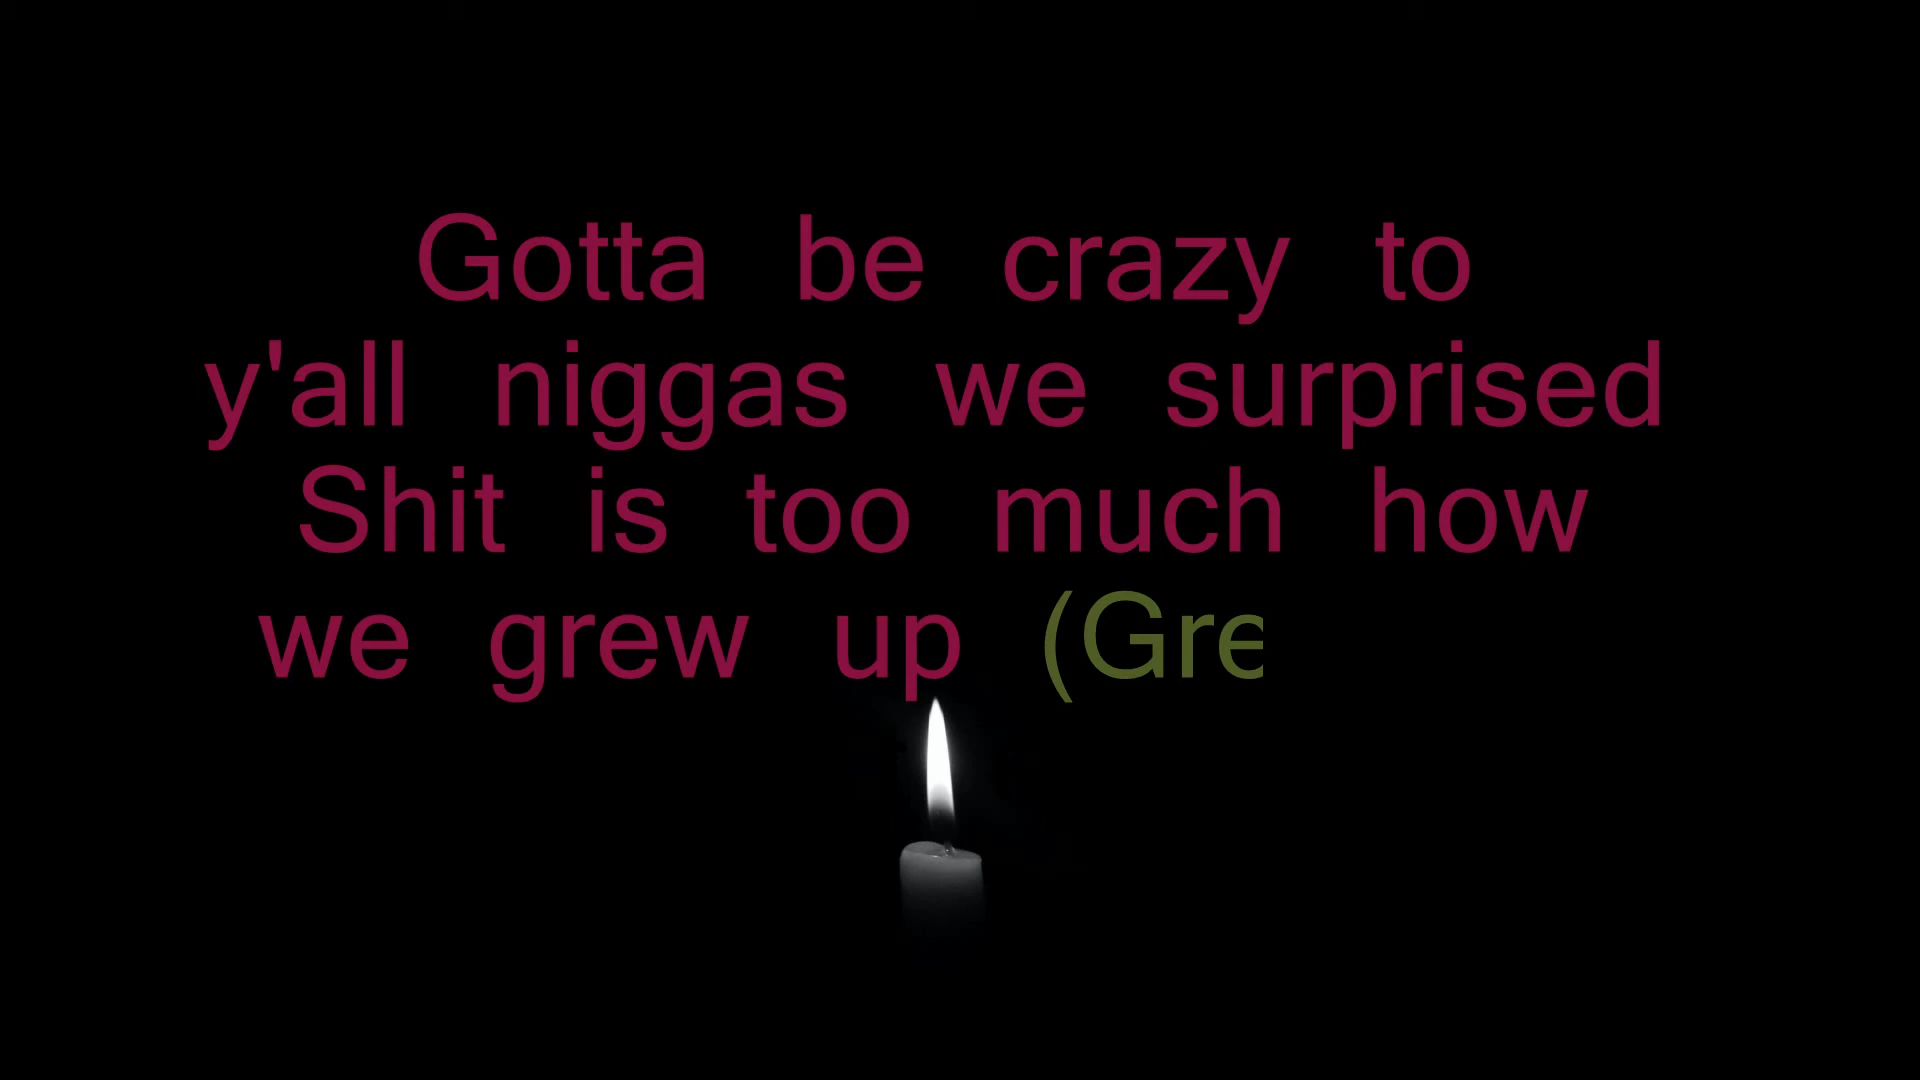 Gotta be crazy to
y'all niggas we surprised
Shit is too much how
we grew up (Gre